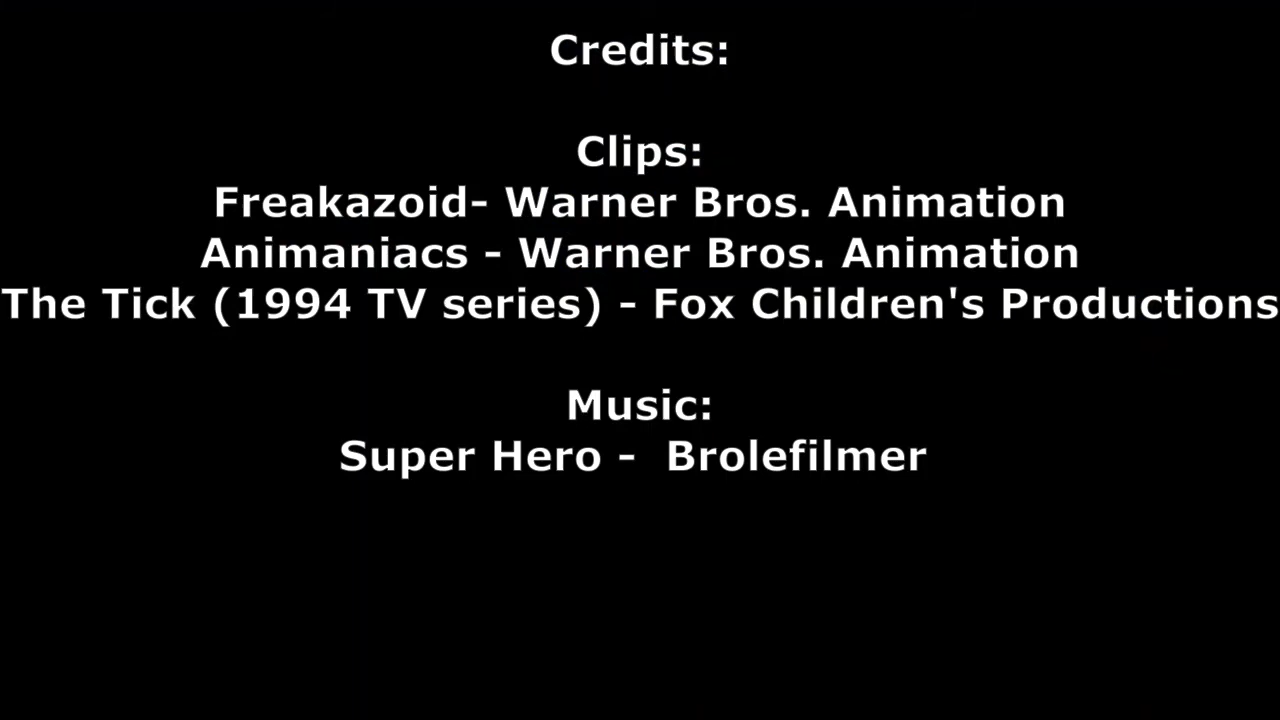 Credits:
Clips:
Freakazoid- Warner Bros. Animation
Animaniacs - Warner Bros. Animation
The Tick (1994 TV series) - Fox Children's Productions
Music:
Super Hero -  Brolefilmer